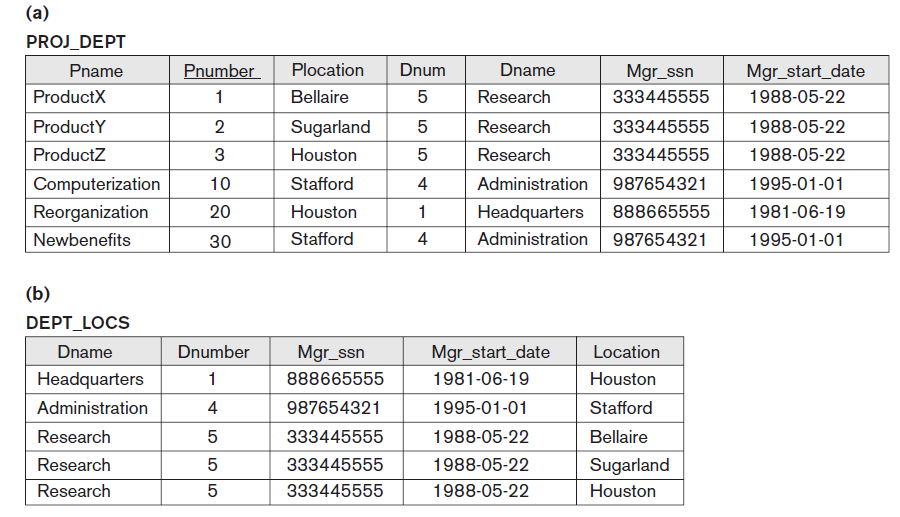 (a)
PROJ_DEPT
Pname Pnumber Plocation Dnum Dname Mgr_ssn Mgr_start_date
ProductX 1 Bellaire 5 Research 333445555 1988-05-22
ProductY 2 Sugarland 5 Research 333445555 1988-05-22
ProductZ 3 Houston 5 Research 333445555 1988-05-22
Computerization 10 Stafford 4 Administration 987654321 1995-01-01
Reorganization 20 Houston 1 Headquarters 888665555 1981-06-19
Newbenefits 30 Stafford 4 Administration 987654321 1995-01-01
(b)
DEPT_LOCS
Dname Dnumber Mgr_ssn Mgr_start_date Location
Headquarters 1 888665555 1981-06-19 Houston
Administration 4 987654321 1995-01-01 Stafford
Research 5 333445555 1988-05-22 Bellaire
Research 5 333445555 1988-05-22 Sugarland
Research 5 333445555 1988-05-22 Houston